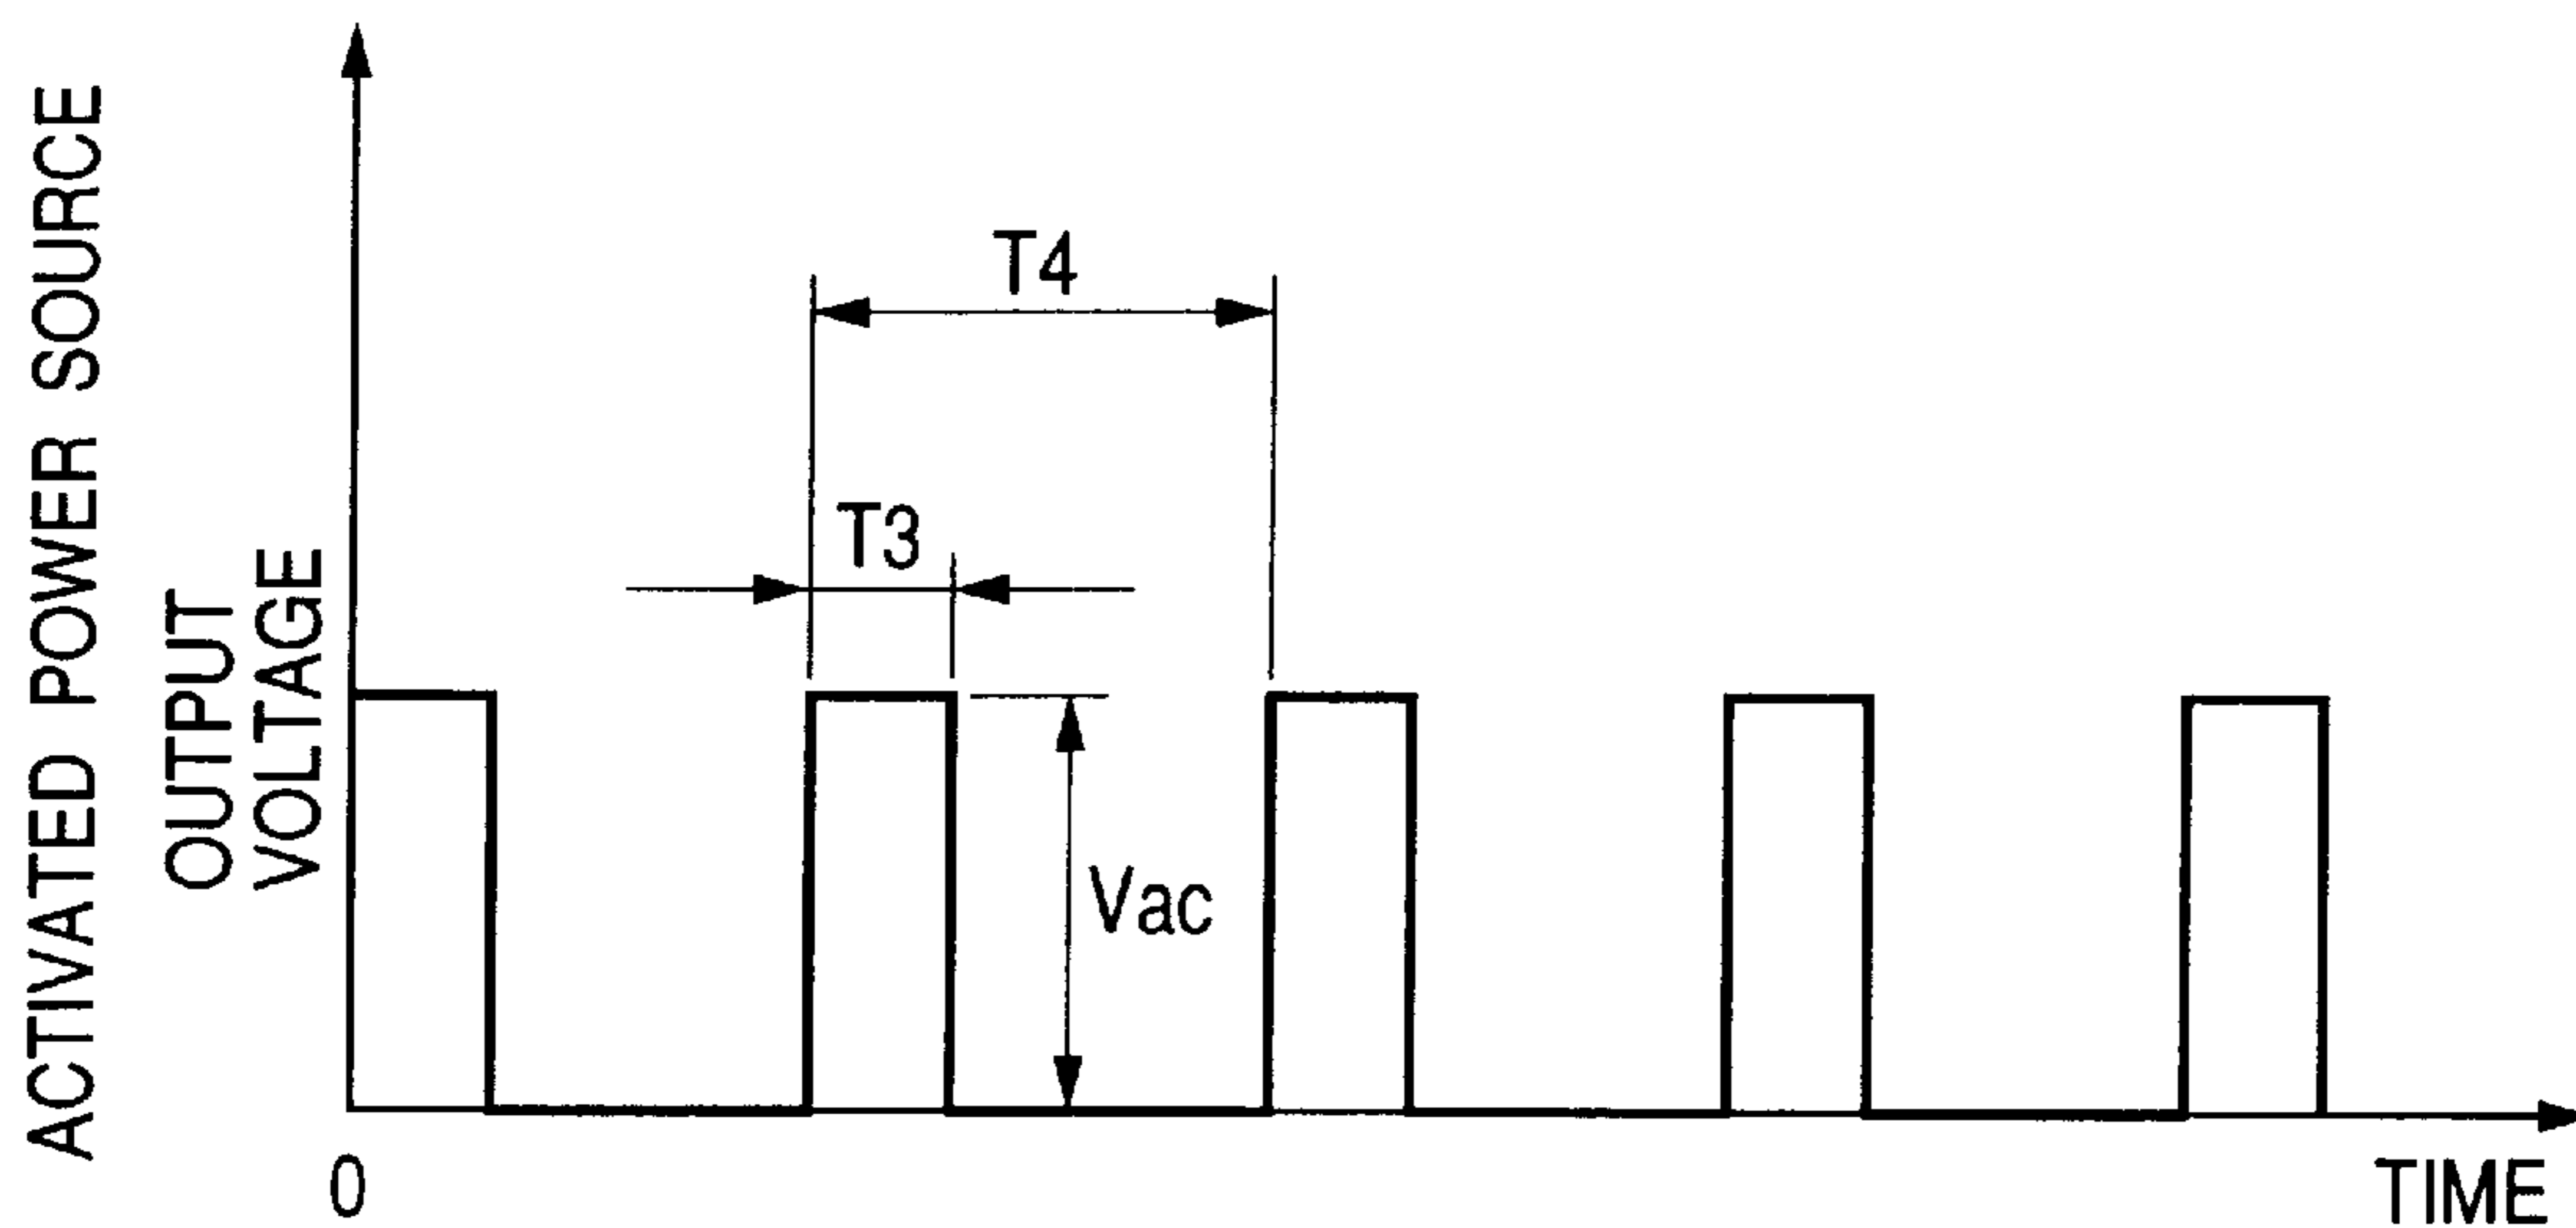 ACTIVATED POWER SOURCE
OUTPUT
VOLTAGE
T4
T3
Vac
0
TIME